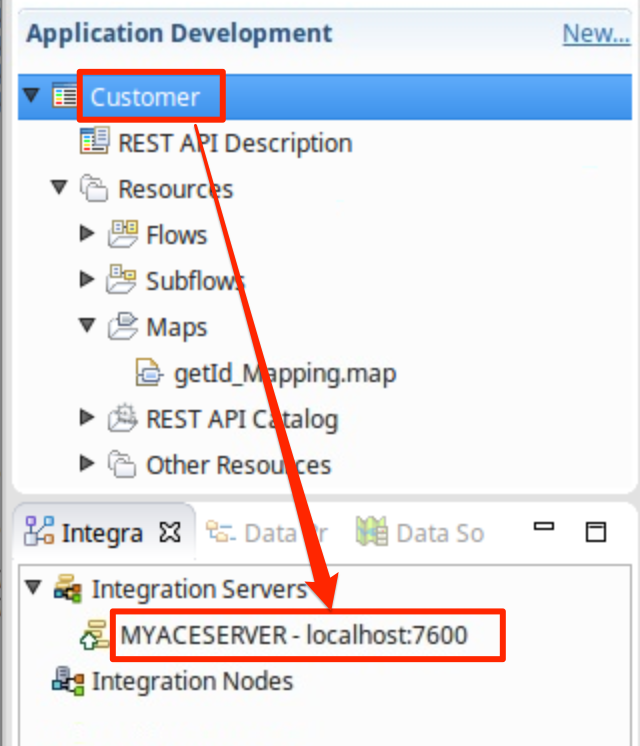 Application Development New...
Customer
REST API Description
Resources
Flows
Subflows
Maps
getId_Mapping.map
REST API Catalog
Other Resources
Integra Data Pr Data So
Integration Servers
MYACESERVER - localhost:7600
Integration Nodes